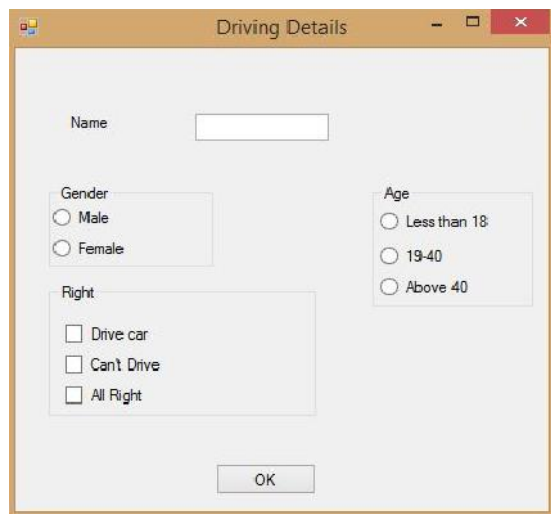 Driving Details
Name
Gender
Male
Female
Age
Less than 18
19-40
Above 40
Right
Drive car
Can't Drive
All Right
OK